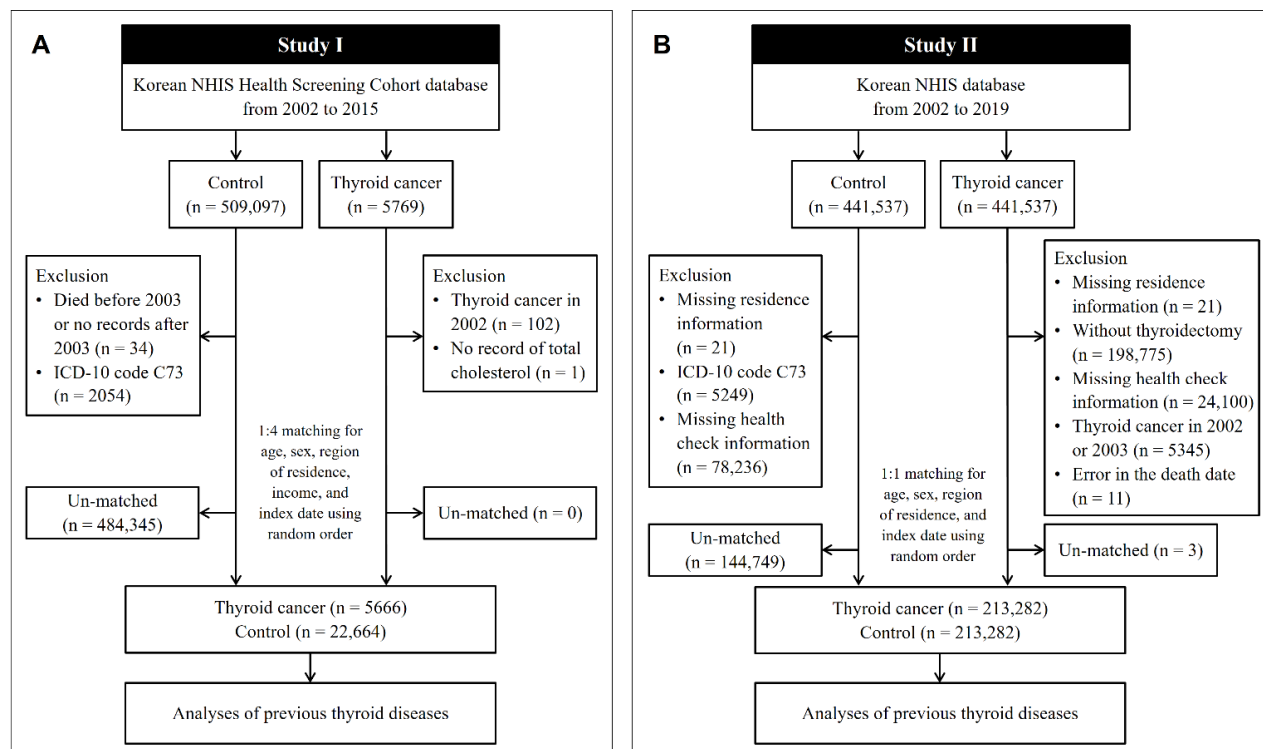 A
Study I
Korean NHIS Health Screening Cohort database
from 2002 to 2015
Control
(n = 509,097)
Thyroid cancer
(n = 5769)
Exclusion
• Died before 2003
or no records after
2003 (n = 34)
• ICD-10 code C73
(n = 2054)
Exclusion
• Thyroid cancer in
2002 (n = 102)
• No record of total
cholesterol (n = 1)
1:4 matching for
age, sex, region
of residence,
income, and
index date using
random order
Un-matched
(n = 484,345)
Un-matched (n = 0)
Thyroid cancer (n = 5666)
Control (n = 22,664)
Analyses of previous thyroid diseases
B
Study II
Korean NHIS database
from 2002 to 2019
Control
(n = 441,537)
Thyroid cancer
(n = 441,537)
Exclusion
• Missing residence
information
(n = 21)
• ICD-10 code C73
(n = 5249)
• Missing health
check information
(n = 78,236)
Exclusion
• Missing residence
information (n = 21)
• Without thyroidectomy
(n = 198,775)
• Missing health check
information (n = 24,100)
• Thyroid cancer in 2002
or 2003 (n = 5345)
• Error in the death date
(n = 11)
1:1 matching for
age, sex, region
of residence, and
index date using
random order
Un-matched
(n = 144,749)
Un-matched (n = 3)
Thyroid cancer (n = 213,282)
Control (n = 213,282)
Analyses of previous thyroid diseases